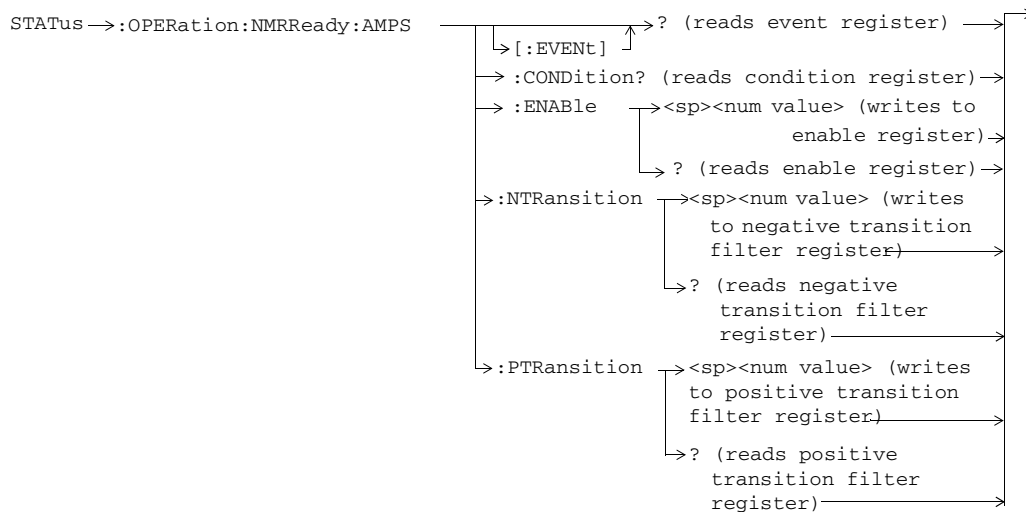 STATus :OPERation:NMRReady:AMPS ? (reads event register)
[:EVENt]
:CONDition? (reads condition register)
:ENABle <sp><num value> (writes to
enable register)
? (reads enable register)
:NTRansition <sp><num value> (writes
to negative transition
filter register)
? (reads negative
transition filter
register)
:PTRansition <sp><num value> (writes
to positive transition
filter register)
? (reads positive
transition filter
register)